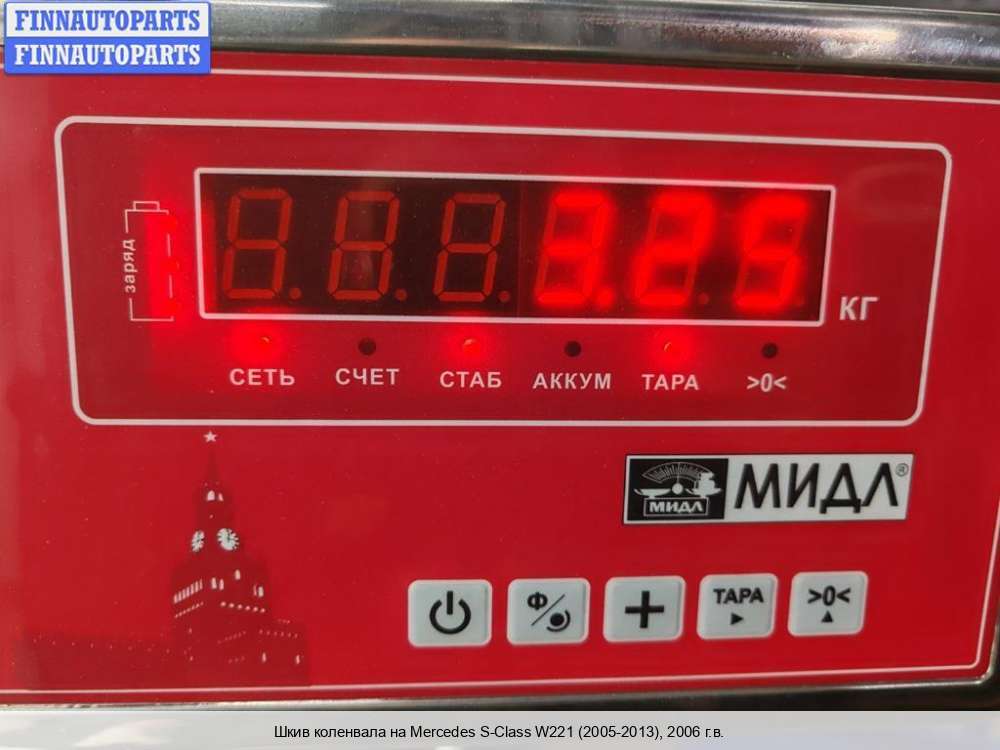 FINNAUTOPARTS
FINNAUTOPARTS
заряд
3.25
КГ
СЕТЬ СЧЕТ СТАБ АККУМ ТАРА >0<
МИДЛ
МИДЛ®
Ф/ + ТАРА >0<
Шкив коленвала на Mercedes S-Class W221 (2005-2013), 2006 г.в.